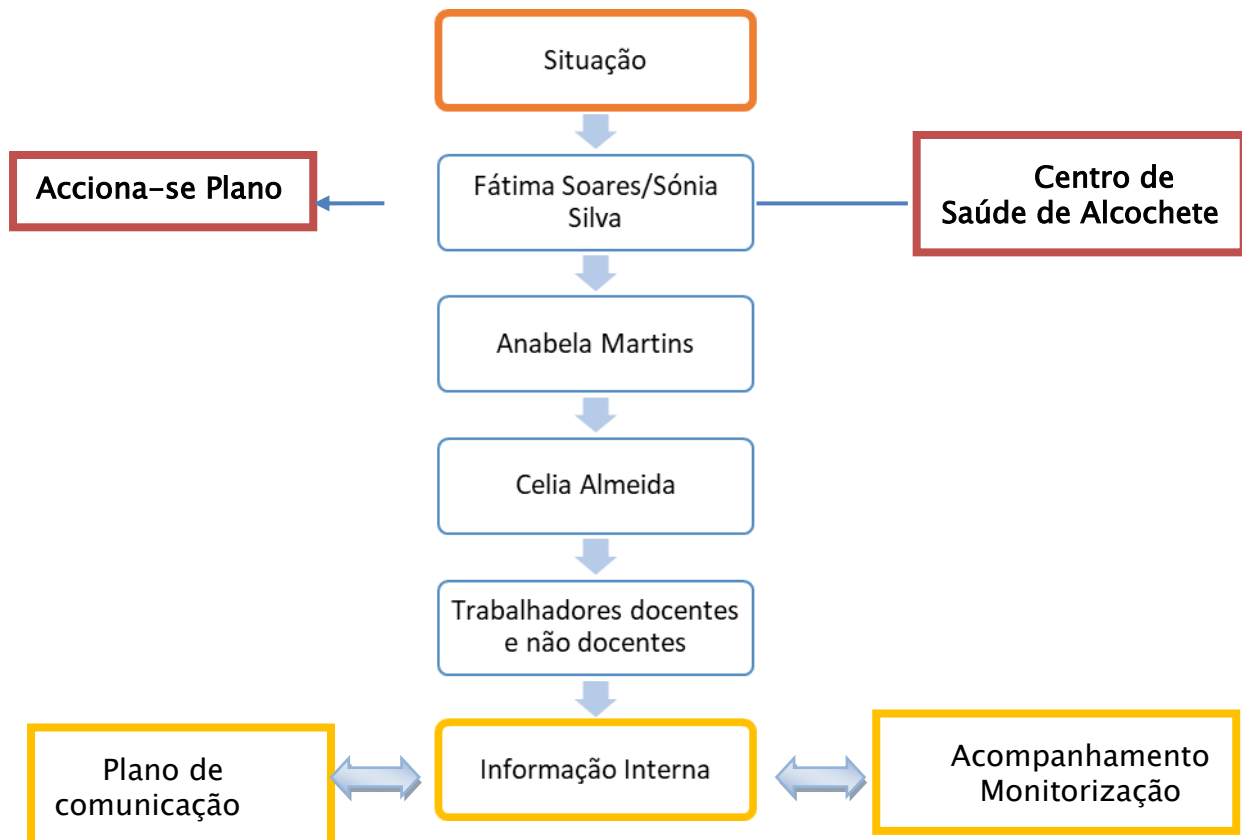 Situação
Acciona-se Plano
Fátima Soares/Sónia
Silva
Centro de
Saúde de Alcochete
Anabela Martins
Celia Almeida
Trabalhadores docentes
e não docentes
Plano de
comunicação
Informação Interna
Acompanhamento
Monitorização